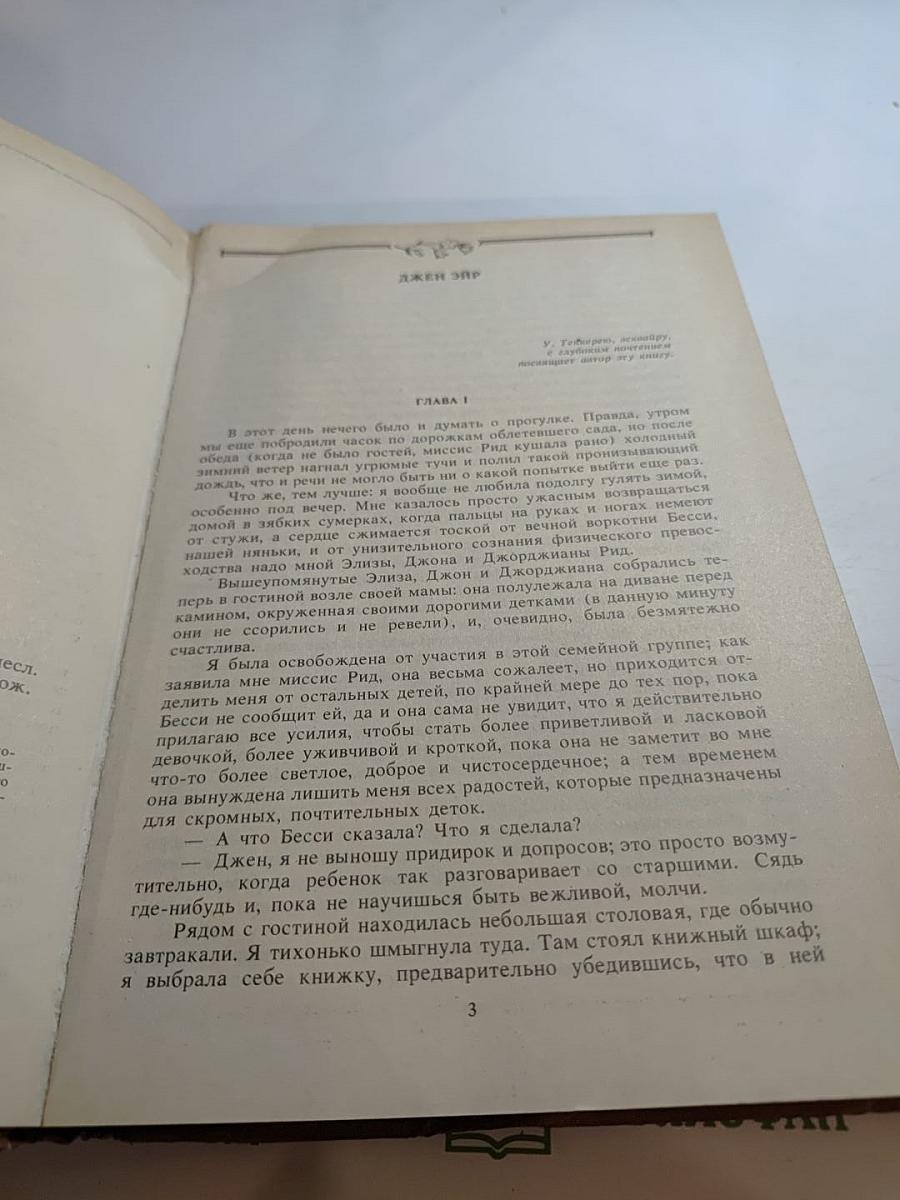 есл.
ож.
ДЖЕН ЭЙР
У. Теккерею, эсквайру,
с глубоким почтением
посвящает автор эту книгу.
ГЛАВА I
В этот день нечего было и думать о прогулке. Правда, утром
мы еще побродили часок по дорожкам облетевшего сада, но после
обеда (когда не было гостей, миссис Рид кушала рано) холодный
зимний ветер нагнал угрюмые тучи и полил такой пронизывающий
дождь, что и речи не могло быть ни о какой попытке выйти еще раз.
Что же, тем лучше: я вообще не любила подолгу гулять зимой,
особенно под вечер. Мне казалось просто ужасным возвращаться
домой в зябких сумерках, когда пальцы на руках и ногах немеют
от стужи, а сердце сжимается тоской от вечной воркотни Бесси,
нашей няньки, и от унизительного сознания физического превос-
ходства надо мной Элизы, Джона и Джорджианы Рид.
Вышеупомянутые Элиза, Джон и Джорджиана собрались те-
перь в гостиной возле своей мамы: она полулежала на диване перед
камином, окруженная своими дорогими детками (в данную минуту
они не ссорились и не ревели), и, очевидно, была безмятежно
счастлива.
Я была освобождена от участия в этой семейной группе; как
заявила мне миссис Рид, она весьма сожалеет, но приходится от-
делить меня от остальных детей, по крайней мере до тех пор, пока
Бесси не сообщит ей, да и она сама не увидит, что я действительно
прилагаю все усилия, чтобы стать более приветливой и ласковой
девочкой, более уживчивой и кроткой, пока она не заметит во мне
что-то более светлое, доброе и чистосердечное; а тем временем
она вынуждена лишить меня всех радостей, которые предназначены
для скромных, почтительных деток.
— А что Бесси сказала? Что я сделала?
— Джен, я не выношу придирок и допросов; это просто возму-
тительно, когда ребенок так разговаривает со старшими. Сядь
где-нибудь и, пока не научишься быть вежливой, молчи.
Рядом с гостиной находилась небольшая столовая, где обычно
завтракали. Я тихонько шмыгнула туда. Там стоял книжный шкаф;
я выбрала себе книжку, предварительно убедившись, что в ней
3